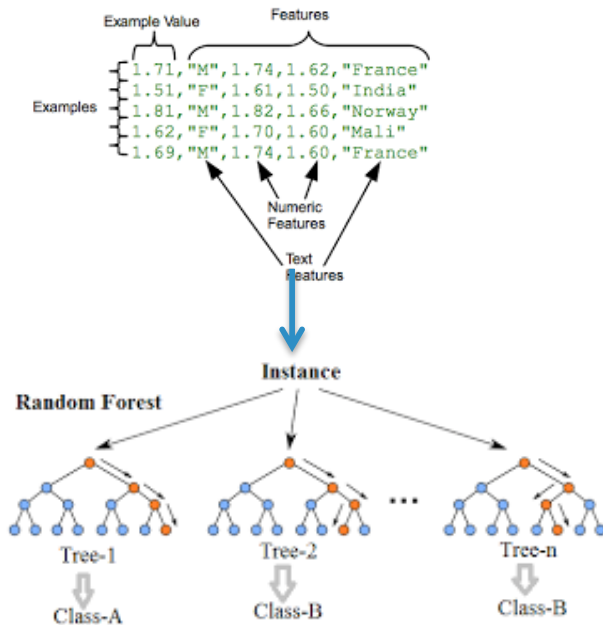 Features
Example Value
1.71,"M",1.74,1.62,"France"
1.51,"F",1.61,1.50,"India"
Examples
1.81,"M",1.82,1.66,"Norway"
1.62,"F",1.70,1.60,"Mali"
1.69,"M",1.74,1.60,"France"
Numeric
Features
Text
Features
Instance
Random Forest
...
Tree-1 Tree-2 Tree-n
Class-A Class-B Class-B